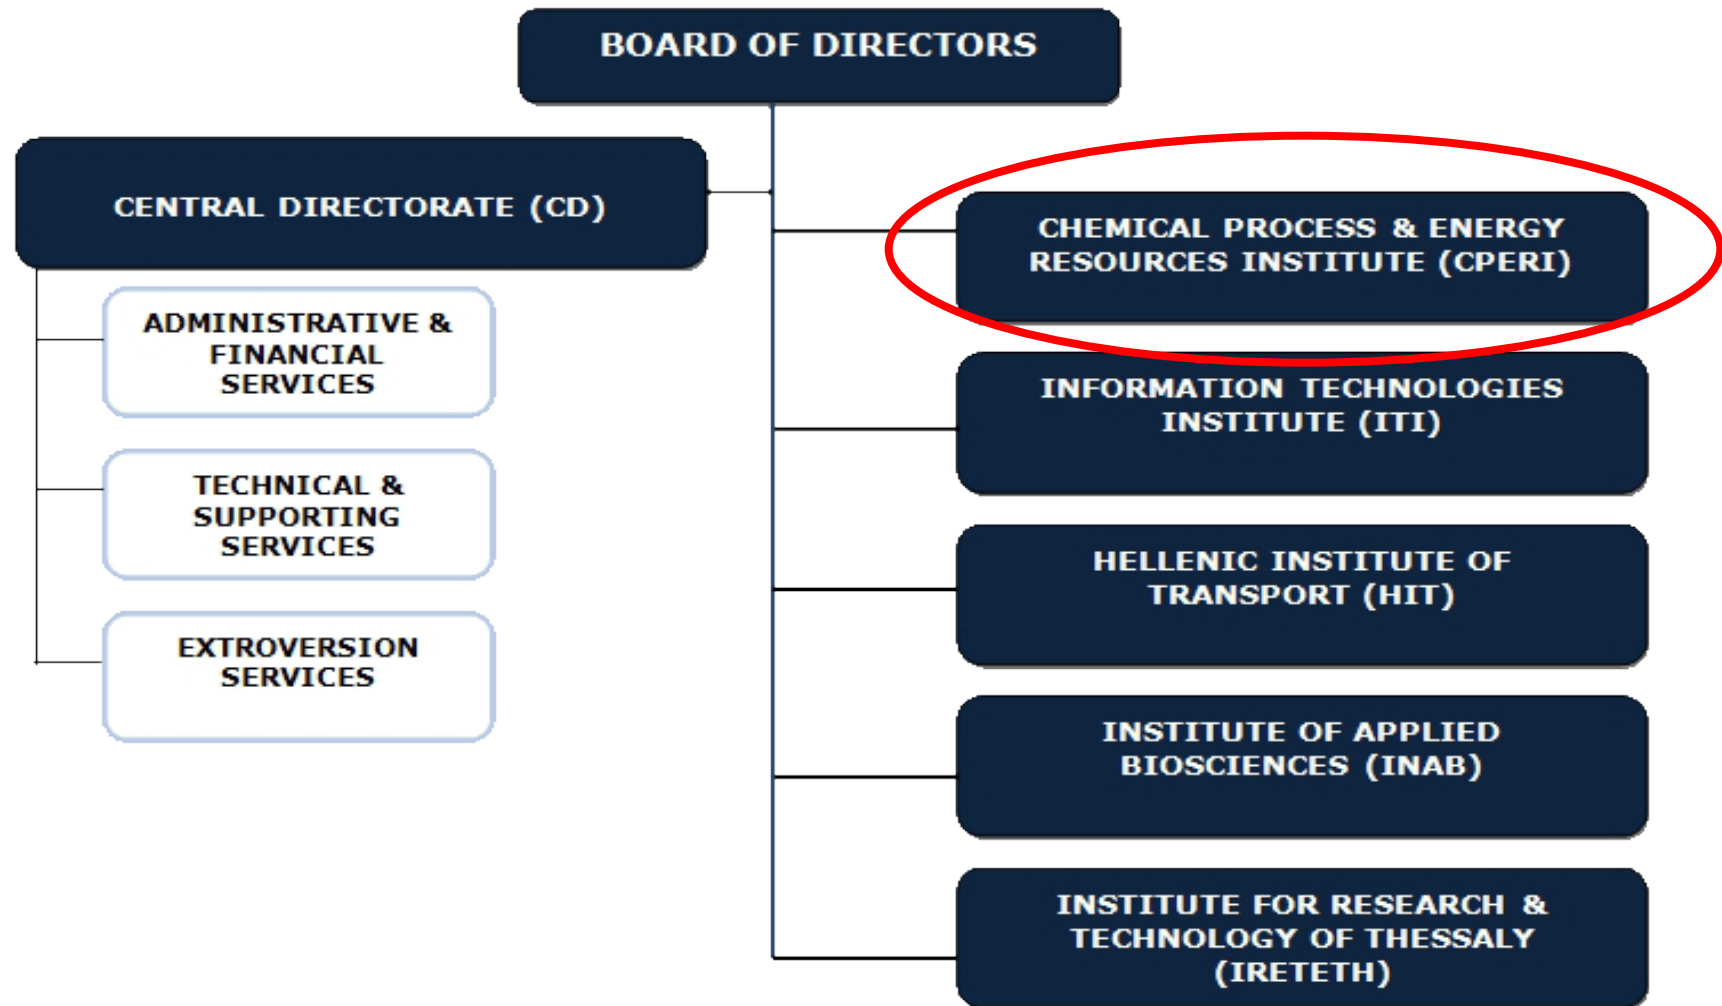 BOARD OF DIRECTORS
CENTRAL DIRECTORATE (CD)
ADMINISTRATIVE &
FINANCIAL
SERVICES
TECHNICAL &
SUPPORTING
SERVICES
EXTROVERSION
SERVICES
CHEMICAL PROCESS & ENERGY
RESOURCES INSTITUTE (CPERI)
INFORMATION TECHNOLOGIES
INSTITUTE (ITI)
HELLENIC INSTITUTE OF
TRANSPORT (HIT)
INSTITUTE OF APPLIED
BIOSCIENCES (INAB)
INSTITUTE FOR RESEARCH &
TECHNOLOGY OF THESSALY
(IRETETH)